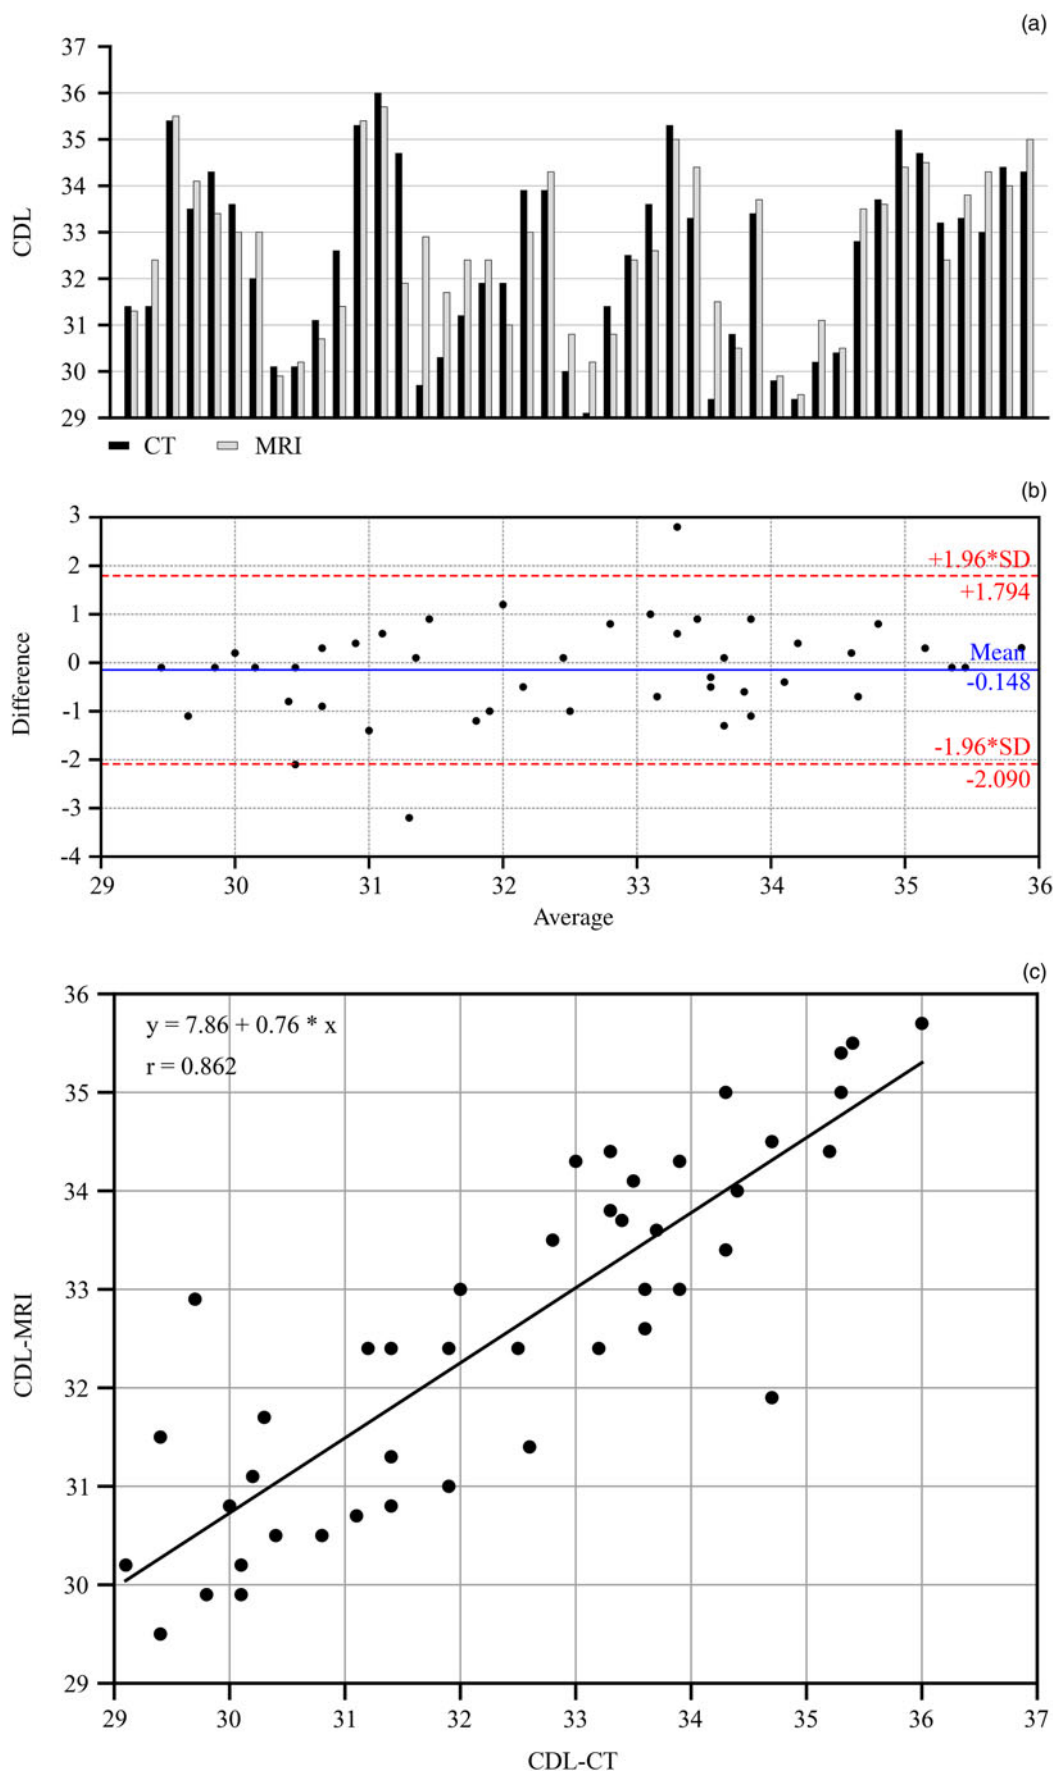 (a)
37
36
35
34
33
32
31
30
29
CDL
CT MRI
(b)
3
2
1
0
-1
-2
-3
-4
Difference
+1.96*SD
+1.794
Mean
-0.148
-1.96*SD
-2.090
29 30 31 32 33 34 35 36
Average
(c)
36
35
34
33
32
31
30
29
CDL-MRI
y = 7.86 + 0.76 * x
r = 0.862
29 30 31 32 33 34 35 36 37
CDL-CT